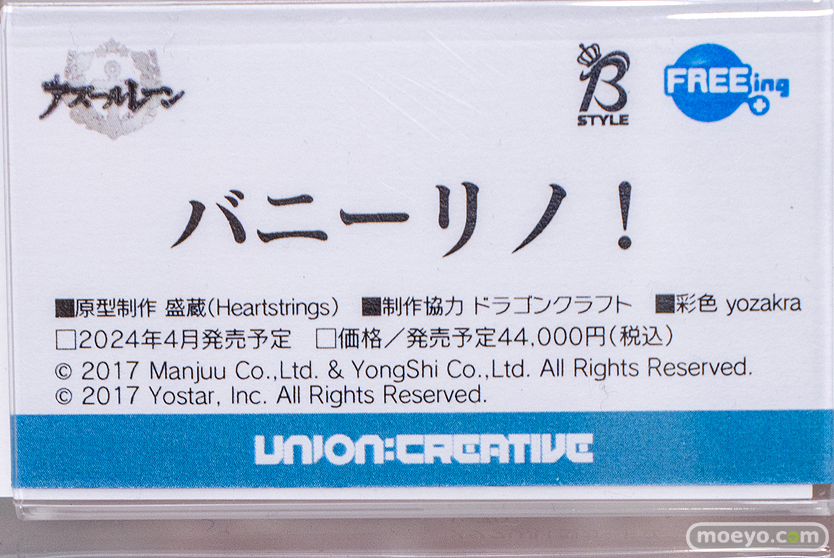 アズールレーン
B
STYLE
FREEing
バニーリノ！
■原型制作 盛蔵(Heartstrings) ■制作協力 ドラゴンクラフト ■彩色 yozakra
□2024年4月発売予定 □価格／発売予定44,000円(税込)
© 2017 Manjuu Co.,Ltd. & YongShi Co.,Ltd. All Rights Reserved.
© 2017 Yostar, Inc. All Rights Reserved.
UNION:CREATIVE
moeyo.com